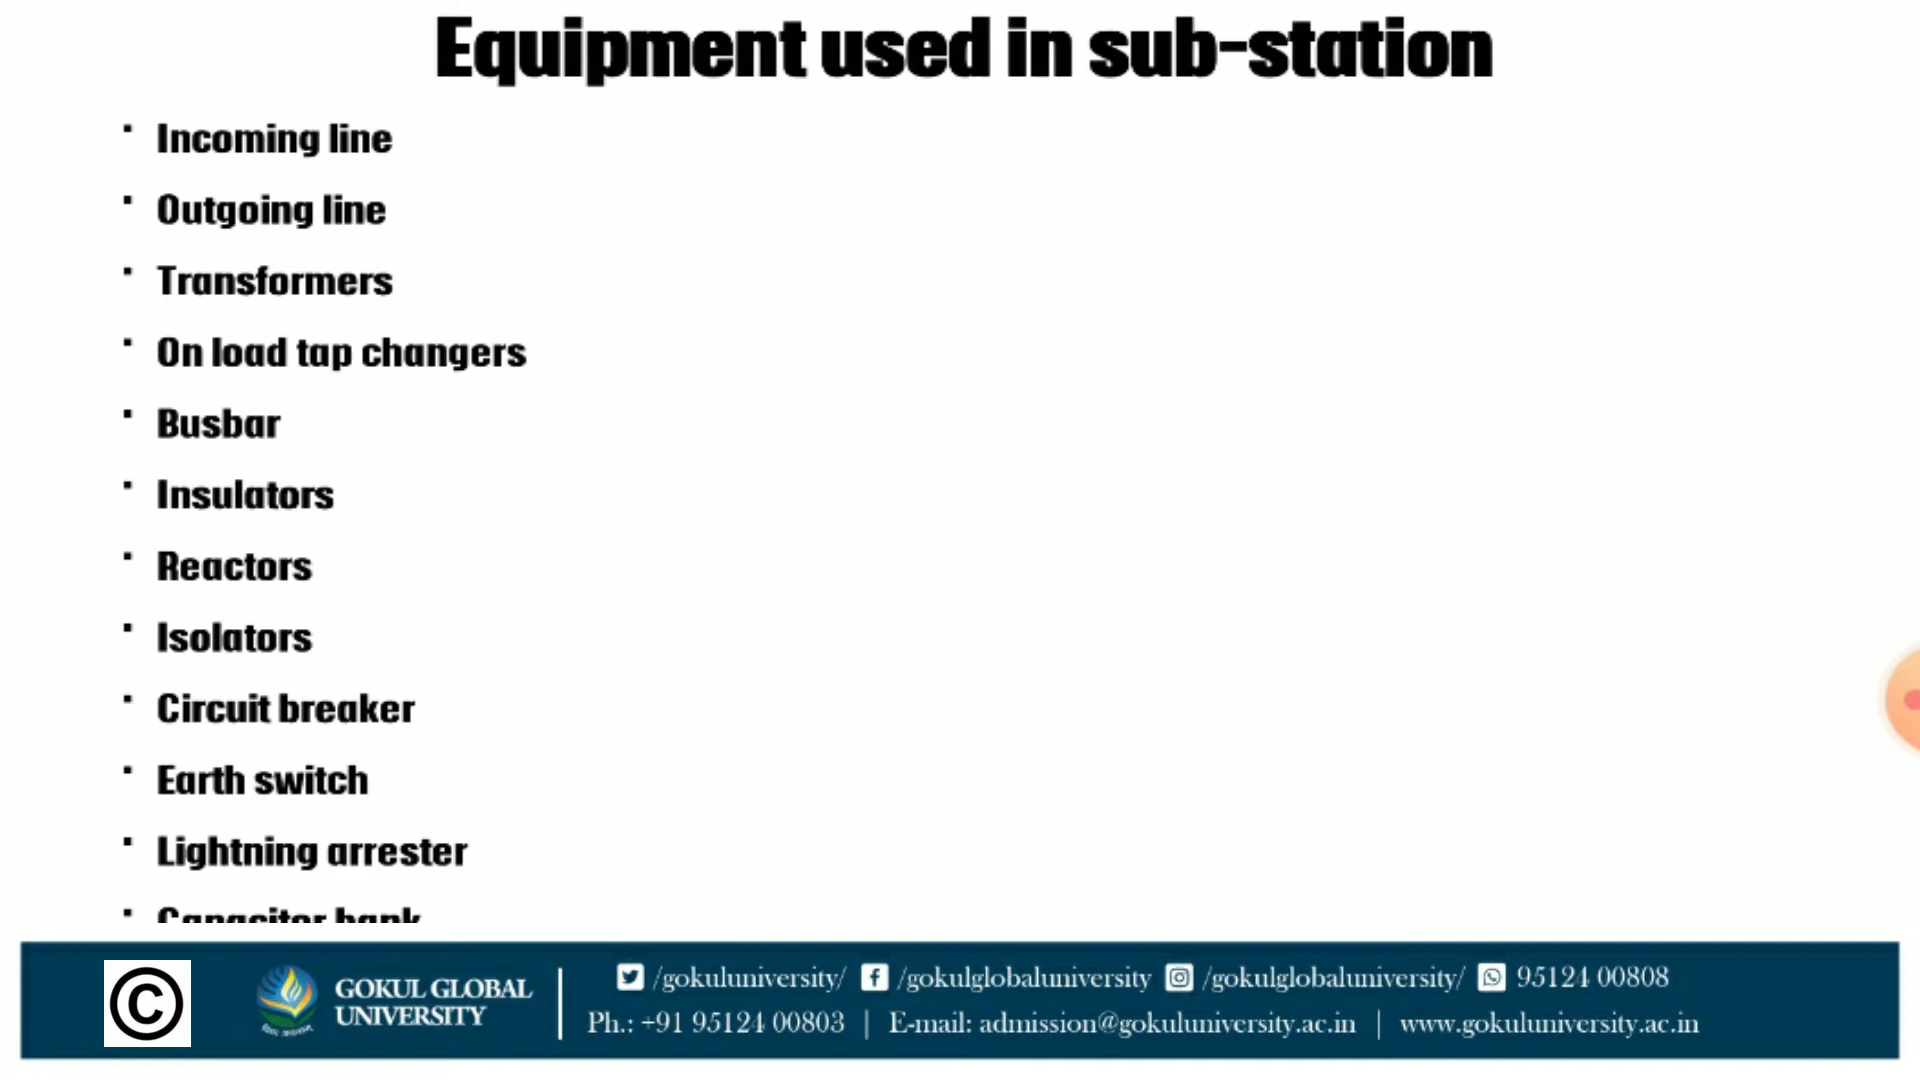 Equipment used in sub-station
· Incoming line
· Outgoing line
· Transformers
· On load tap changers
· Busbar
· Insulators
· Reactors
· Isolators
· Circuit breaker
· Earth switch
· Lightning arrester
· Capacitor bank
© GOKUL GLOBAL UNIVERSITY
/gokuluniversity/ /gokulglobaluniversity /gokulglobaluniversity/ 95124 00808
Ph.: +91 95124 00803 | E-mail: admission@gokuluniversity.ac.in | www.gokuluniversity.ac.in